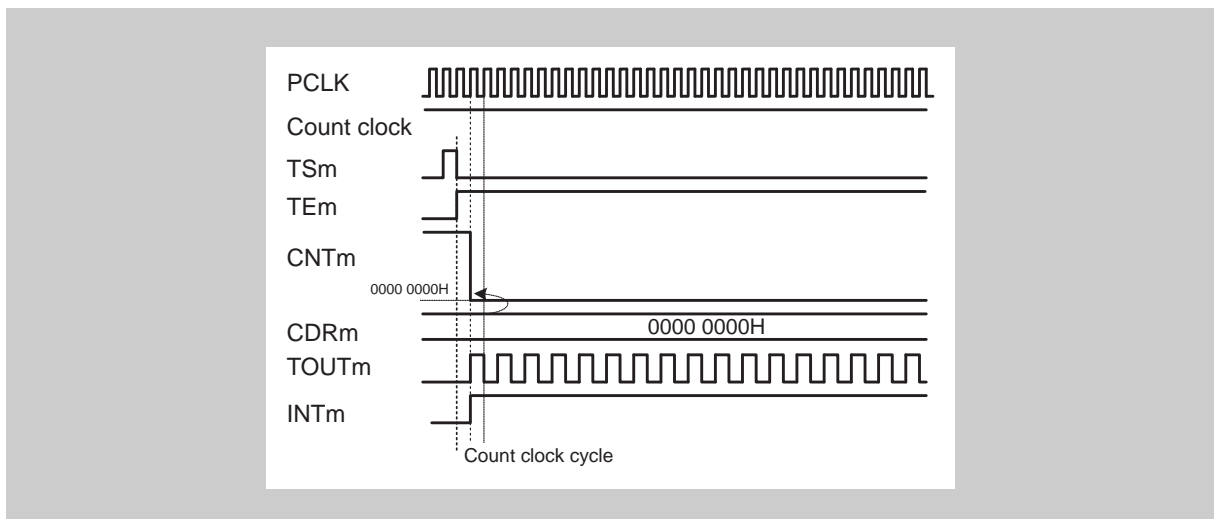 PCLK
Count clock
TSm
TEm
CNTm
0000 0000H
CDRm
0000 0000H
TOUTm
INTm
Count clock cycle